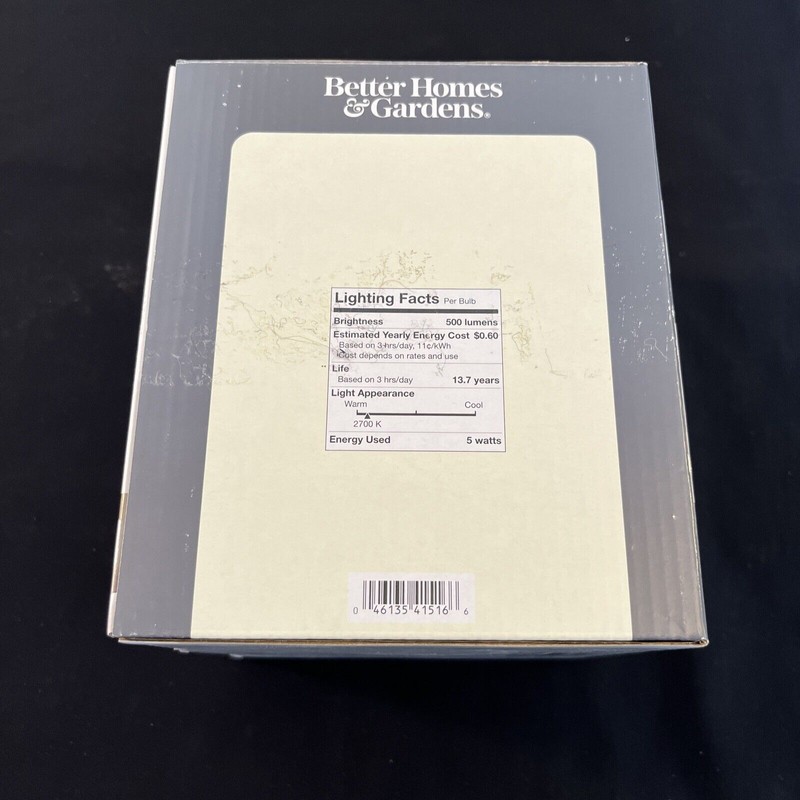 Better Homes
& Gardens®
Lighting Facts Per Bulb
Brightness 500 lumens
Estimated Yearly Energy Cost $0.60
Based on 3 hrs/day, 11¢/kWh
Cost depends on rates and use
Life
Based on 3 hrs/day 13.7 years
Light Appearance
Warm Cool
2700 K
Energy Used 5 watts
0 46135 41516 6